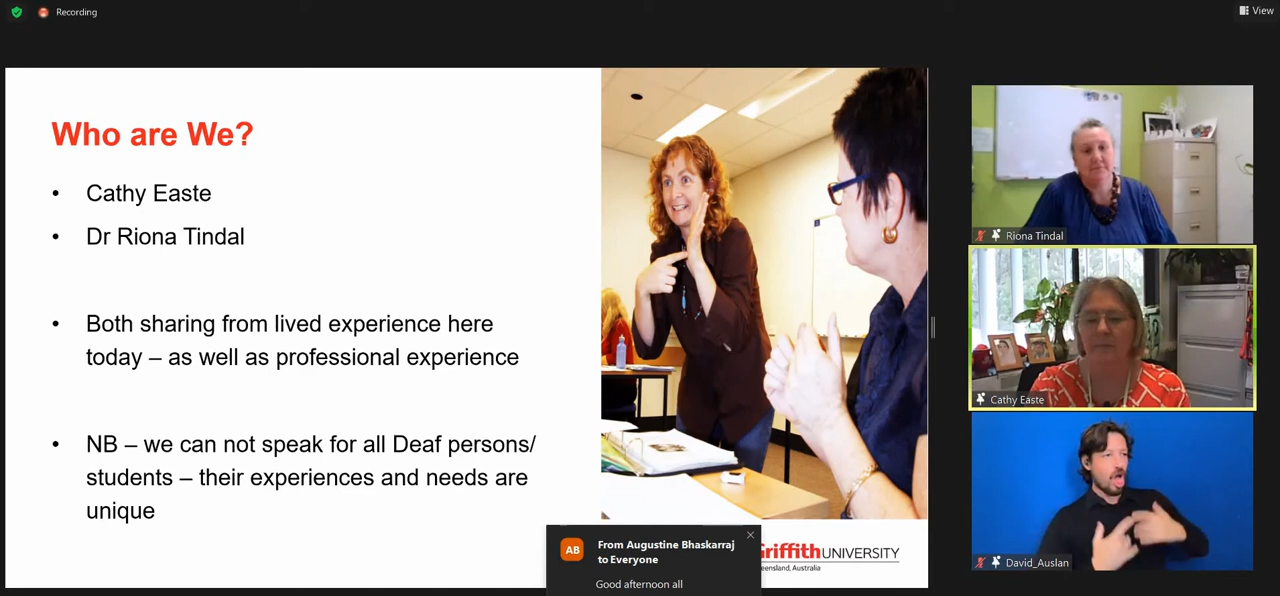 Recording
View
Who are We?
• Cathy Easte
• Dr Riona Tindal
• Both sharing from lived experience here
today – as well as professional experience
• NB – we can not speak for all Deaf persons/
students – their experiences and needs are
unique
AB
From Augustine Bhaskarraj
to Everyone
Good afternoon all
Griffith UNIVERSITY
eensland, Australia
Riona Tindal
Cathy Easte
David_Auslan